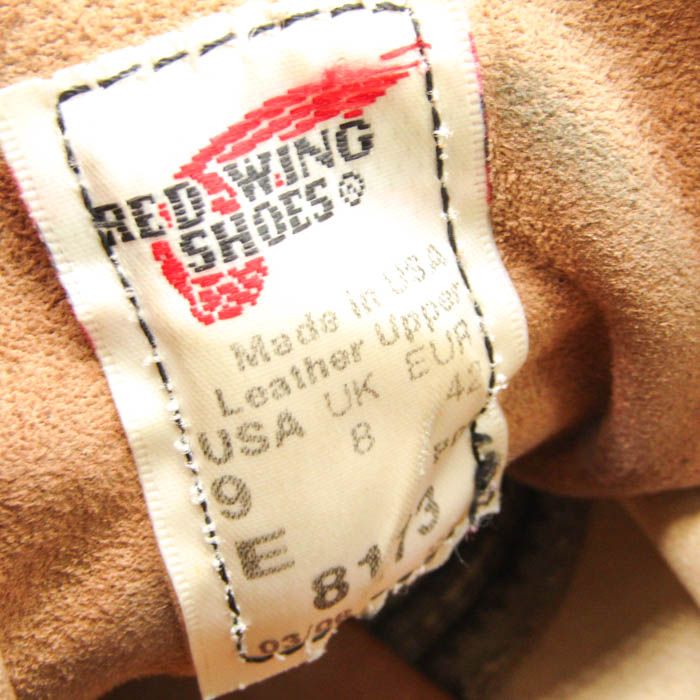 RED WING
SHOES®
Made in USA
Leather Upper
USA UK EUR
9 8 42
E
8173